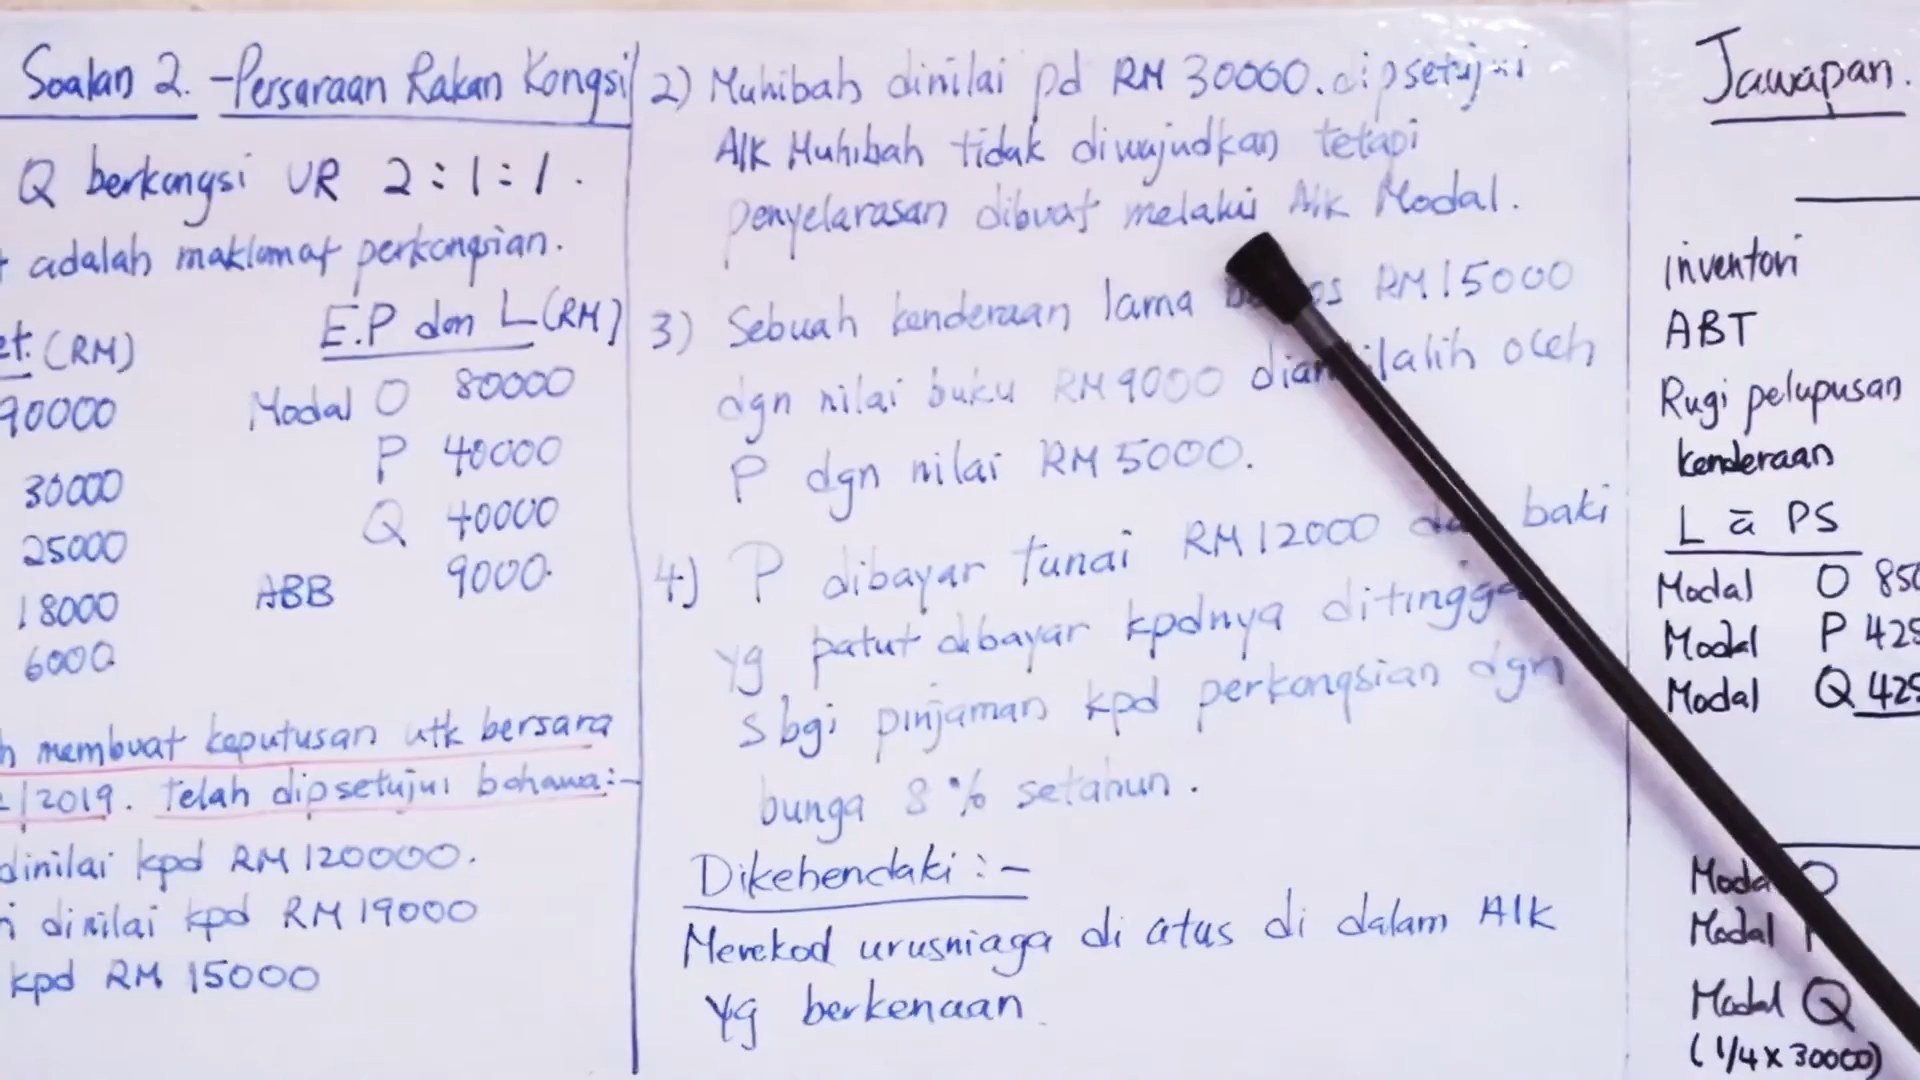 Soalan 2. - Persaraan Rakan Kongsi
Q berkongsi UR 2 : 1 : 1 .
adalah maklumat perkongsian.
et. (RM)
E.P dan L (RM)
90000
Modal O 80000
30000
P 40000
25000
Q 40000
18000
ABB 9000
6000
membuat keputusan utk bersara
/2019. telah dipsetujui bahawa:-
dinilai kpd RM 120000.
i dinilai kpd RM 19000
kpd RM 15000
2) Muhibah dinilai pd RM 30000. dipsetujui
A/K Muhibah tidak diwujudkan tetapi
penyelarasan dibuat melalui A/k Modal.
3) Sebuah kenderaan lama RM 15000
dgn nilai buku RM 9000 diambilalih oleh
P dgn nilai RM 5000.
4) P dibayar tunai RM 12000 baki
yg patut dibayar kpdnya
sbgi pinjaman kpd perkongsian dgn
bunga 8 % setahun .
Dikehendaki :-
Merekod urusniaga di atas di dalam A/K
yg berkenaan
Jawapan.
inventori
ABT
Rugi pelupusan
kenderaan
L ā PS
Modal O 850
Modal P 425
Modal Q 425
Modal O
Modal
Modal Q
(1/4 x 30000)